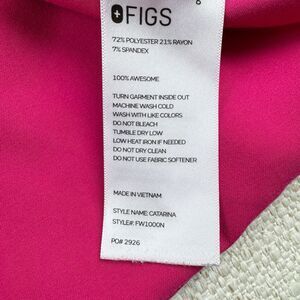 FIGS
72% POLYESTER 21% RAYON
7% SPANDEX
100% AWESOME
TURN GARMENT INSIDE OUT
MACHINE WASH COLD
WASH WITH LIKE COLORS
DO NOT BLEACH
TUMBLE DRY LOW
LOW HEAT IRON IF NEEDED
DO NOT DRY CLEAN
DO NOT USE FABRIC SOFTENER
MADE IN VIETNAM
STYLE NAME: CATARINA
STYLE#: FW1000N
PO# 2926